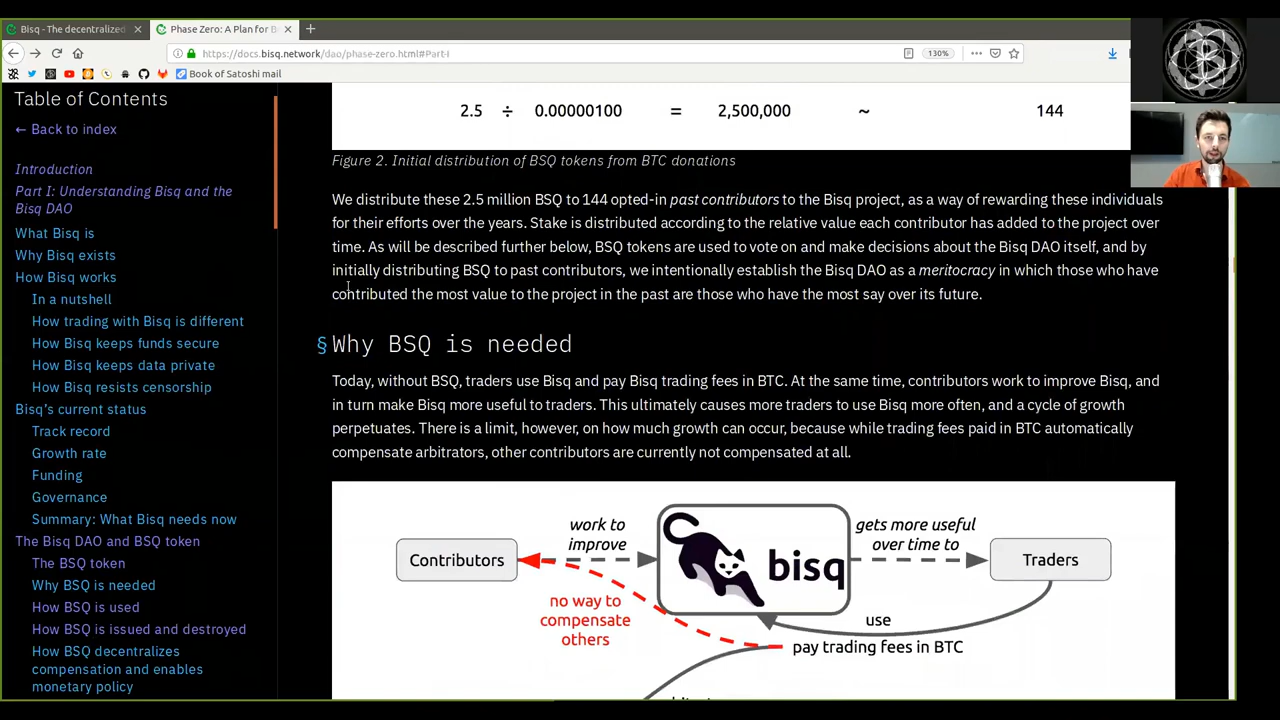 Bisq - The decentralized
Phase Zero: A Plan for B
https://docs.bisq.network/dao/phase-zero.html#Part-I
130%
Book of Satoshi mail
Table of Contents
← Back to index
Introduction
Part I: Understanding Bisq and the
Bisq DAO
What Bisq is
Why Bisq exists
How Bisq works
In a nutshell
How trading with Bisq is different
How Bisq keeps funds secure
How Bisq keeps data private
How Bisq resists censorship
Bisq's current status
Track record
Growth rate
Funding
Governance
Summary: What Bisq needs now
The Bisq DAO and BSQ token
The BSQ token
Why BSQ is needed
How BSQ is used
How BSQ is issued and destroyed
How BSQ decentralizes
compensation and enables
monetary policy
2.5 ÷ 0.00000100 = 2,500,000 ~ 144
Figure 2. Initial distribution of BSQ tokens from BTC donations
We distribute these 2.5 million BSQ to 144 opted-in past contributors to the Bisq project, as a way of rewarding these individuals
for their efforts over the years. Stake is distributed according to the relative value each contributor has added to the project over
time. As will be described further below, BSQ tokens are used to vote on and make decisions about the Bisq DAO itself, and by
initially distributing BSQ to past contributors, we intentionally establish the Bisq DAO as a meritocracy in which those who have
contributed the most value to the project in the past are those who have the most say over its future.
§Why BSQ is needed
Today, without BSQ, traders use Bisq and pay Bisq trading fees in BTC. At the same time, contributors work to improve Bisq, and
in turn make Bisq more useful to traders. This ultimately causes more traders to use Bisq more often, and a cycle of growth
perpetuates. There is a limit, however, on how much growth can occur, because while trading fees paid in BTC automatically
compensate arbitrators, other contributors are currently not compensated at all.
Contributors
work to
improve
bisq
gets more useful
over time to
Traders
no way to
compensate
others
use
pay trading fees in BTC